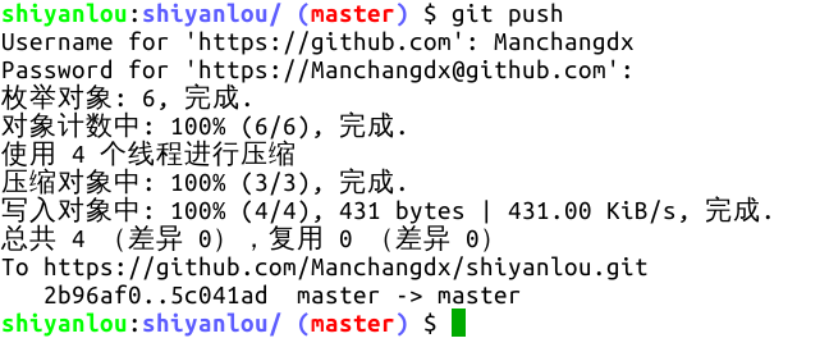 shiyanlou:shiyanlou/ (master) $ git push
Username for 'https://github.com': Manchangdx
Password for 'https://Manchangdx@github.com':
枚举对象: 6, 完成.
对象计数中: 100% (6/6), 完成.
使用 4 个线程进行压缩
压缩对象中: 100% (3/3), 完成.
写入对象中: 100% (4/4), 431 bytes | 431.00 KiB/s, 完成.
总共 4 （差异 0），复用 0 （差异 0）
To https://github.com/Manchangdx/shiyanlou.git
   2b96af0..5c041ad  master -> master
shiyanlou:shiyanlou/ (master) $